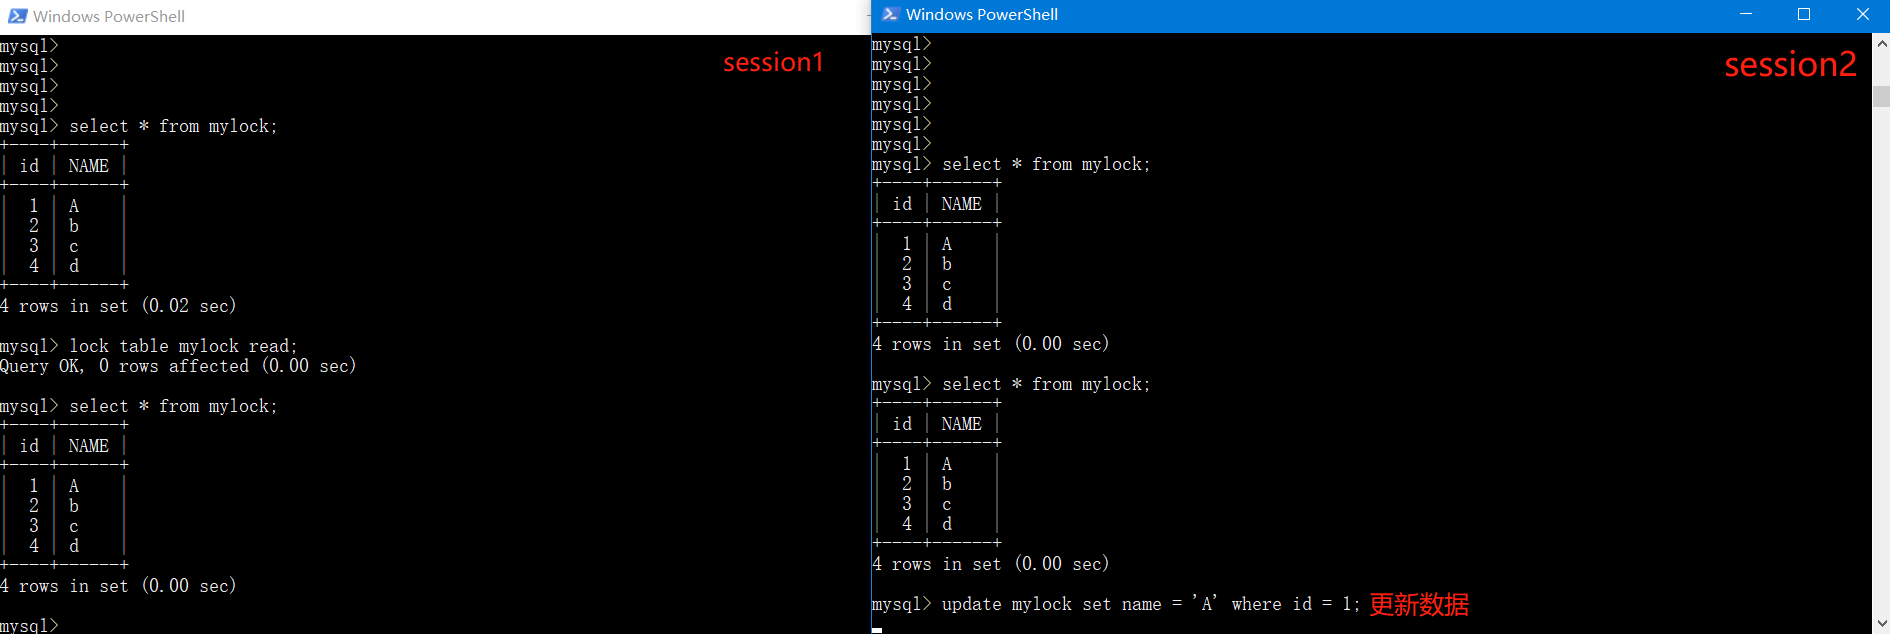 Windows PowerShell
session1
mysql>
mysql>
mysql>
mysql>
mysql> select * from mylock;
+----+------+
| id | NAME |
+----+------+
| 1 | A |
| 2 | b |
| 3 | c |
| 4 | d |
+----+------+
4 rows in set (0.02 sec)
mysql> lock table mylock read;
Query OK, 0 rows affected (0.00 sec)
mysql> select * from mylock;
+----+------+
| id | NAME |
+----+------+
| 1 | A |
| 2 | b |
| 3 | c |
| 4 | d |
+----+------+
4 rows in set (0.00 sec)
mysql>
Windows PowerShell
session2
mysql>
mysql>
mysql>
mysql>
mysql>
mysql>
mysql> select * from mylock;
+----+------+
| id | NAME |
+----+------+
| 1 | A |
| 2 | b |
| 3 | c |
| 4 | d |
+----+------+
4 rows in set (0.00 sec)
mysql> select * from mylock;
+----+------+
| id | NAME |
+----+------+
| 1 | A |
| 2 | b |
| 3 | c |
| 4 | d |
+----+------+
4 rows in set (0.00 sec)
mysql> update mylock set name = 'A' where id = 1; 更新数据